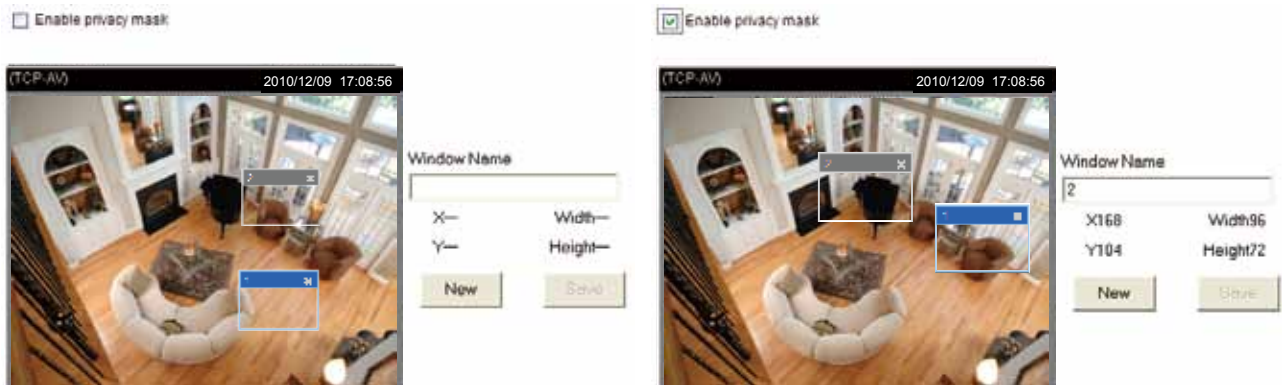 Enable privacy mask
(TCP-AV) 2010/12/09 17:08:56
Window Name
X— Width—
Y— Height—
New Save
Enable privacy mask
(TCP-AV) 2010/12/09 17:08:56
Window Name
2
X168 Width96
Y104 Height72
New Save